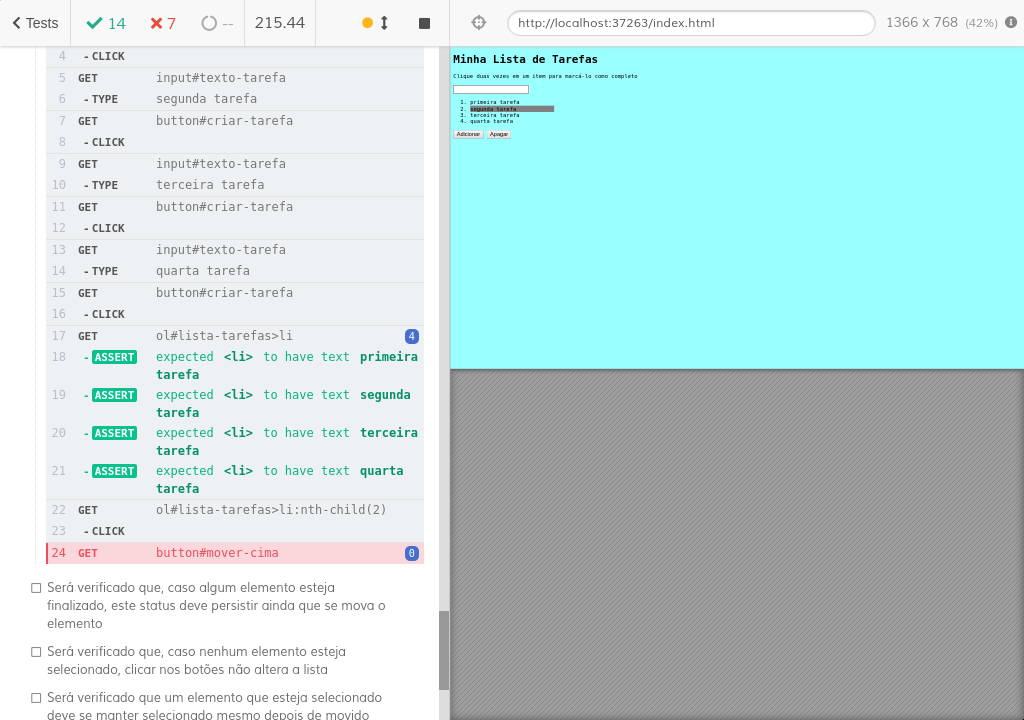 Tests 14 7 -- 215.44
http://localhost:37263/index.html 1366 x 768 (42%)
4 - CLICK
5 GET input#texto-tarefa
6 - TYPE segunda tarefa
7 GET button#criar-tarefa
8 - CLICK
9 GET input#texto-tarefa
10 - TYPE terceira tarefa
11 GET button#criar-tarefa
12 - CLICK
13 GET input#texto-tarefa
14 - TYPE quarta tarefa
15 GET button#criar-tarefa
16 - CLICK
17 GET ol#lista-tarefas>li 4
18 - ASSERT expected <li> to have text primeira
tarefa
19 - ASSERT expected <li> to have text segunda
tarefa
20 - ASSERT expected <li> to have text terceira
tarefa
21 - ASSERT expected <li> to have text quarta
tarefa
22 GET ol#lista-tarefas>li:nth-child(2)
23 - CLICK
24 GET button#mover-cima 0
Será verificado que, caso algum elemento esteja
finalizado, este status deve persistir ainda que se mova o
elemento
Será verificado que, caso nenhum elemento esteja
selecionado, clicar nos botões não altera a lista
Será verificado que um elemento que esteja selecionado
deve se manter selecionado mesmo depois de movido
Minha Lista de Tarefas
Clique duas vezes em um item para marcá-lo como completo
1. primeira tarefa
2. segunda tarefa
3. terceira tarefa
4. quarta tarefa
Adicionar Apagar